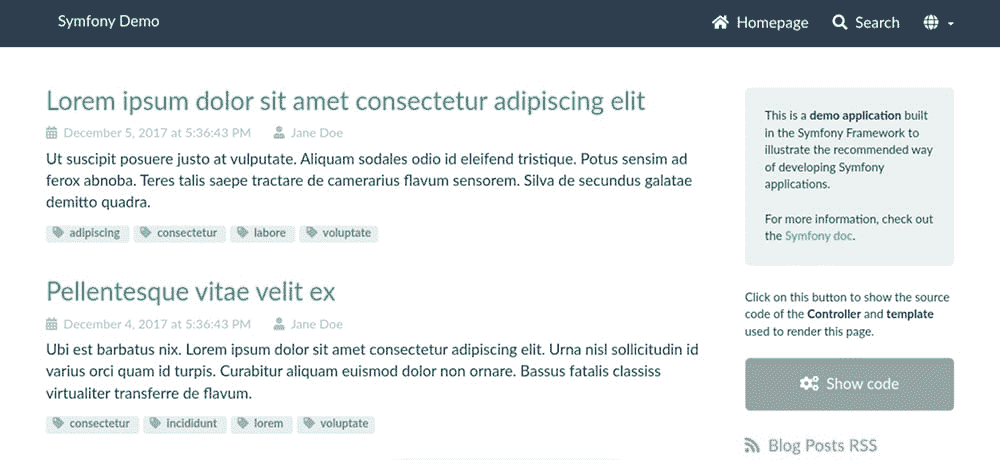 Symfony Demo
Homepage
Search
Lorem ipsum dolor sit amet consectetur adipiscing elit
December 5, 2017 at 5:36:43 PM Jane Doe
Ut suscipit posuere justo at vulputate. Aliquam sodales odio id eleifend tristique. Potus sensim ad
ferox abnoba. Teres talis saepe tractare de camerarius flavum sensorem. Silva de secundus galatae
demitto quadra.
adipiscing consectetur labore voluptate
Pellentesque vitae velit ex
December 4, 2017 at 5:36:43 PM Jane Doe
Ubi est barbatus nix. Lorem ipsum dolor sit amet consectetur adipiscing elit. Urna nisl sollicitudin id
varius orci quam id turpis. Curabitur aliquam euismod dolor non ornare. Bassus fatalis classiss
virtualiter transferre de flavum.
consectetur incididunt lorem voluptate
This is a demo application built
in the Symfony Framework to
illustrate the recommended way
of developing Symfony
applications.
For more information, check out
the Symfony doc.
Click on this button to show the source
code of the Controller and template
used to render this page.
Show code
Blog Posts RSS